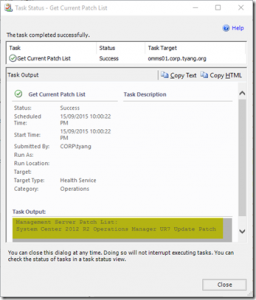 Task Status - Get Current Patch List
Help
The task completed successfully.
Task Status Task Target
Get Current Patch List Success omms01.corp.tyang.org
Task Output Copy Text Copy HTML
Get Current Patch List Task Description
Status: Success
Scheduled Time: 15/09/2015 10:00:22 PM
Start Time: 15/09/2015 10:00:22 PM
Submitted By: CORP\tyang
Run As:
Run Location:
Target:
Target Type: Health Service
Category: Operations
Task Output:
Management Server Patch List:
System Center 2012 R2 Operations Manager UR7 Update Patch
You can close this dialog at any time. Doing so will not interrupt executing tasks. You can
check the status of tasks in a task status view.
Close